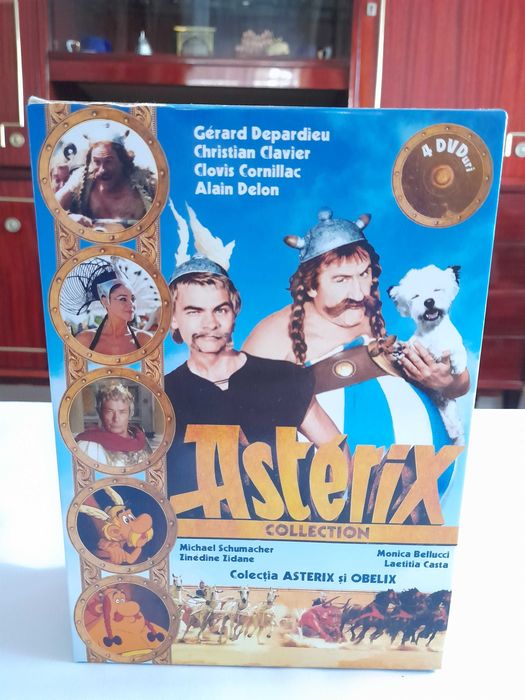 Gérard Depardieu
Christian Clavier
Clovis Cornillac
Alain Delon
4 DVDuri
Astérix
COLLECTION
Michael Schumacher
Zinédine Zidane
Monica Bellucci
Laetitia Casta
Colecția ASTERIX și OBELIX